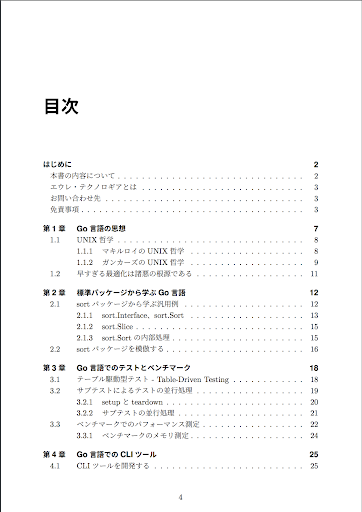 目次
はじめに 2
本書の内容について 2
エウレ・テクノロギアとは 3
お問い合わせ先 3
免責事項 3
第1章 Go 言語の思想 7
1.1 UNIX 哲学 8
1.1.1 マキルロイの UNIX 哲学 8
1.1.2 ガンカーズの UNIX 哲学 9
1.2 早すぎる最適化は諸悪の根源である 11
第2章 標準パッケージから学ぶ Go 言語 12
2.1 sort パッケージから学ぶ汎用例 12
2.1.1 sort.Interface, sort.Sort 13
2.1.2 sort.Slice 15
2.1.3 sort.Sort の内部処理 15
2.2 sort パッケージを模倣する 16
第3章 Go 言語でのテストとベンチマーク 18
3.1 テーブル駆動型テスト - Table-Driven Testing 18
3.2 サブテストによるテストの並行処理 19
3.2.1 setup と teardown 20
3.2.2 サブテストの並行処理 21
3.3 ベンチマークでのパフォーマンス測定 22
3.3.1 ベンチマークのメモリ測定 24
第4章 Go 言語での CLI ツール 25
4.1 CLI ツールを開発する 25
4